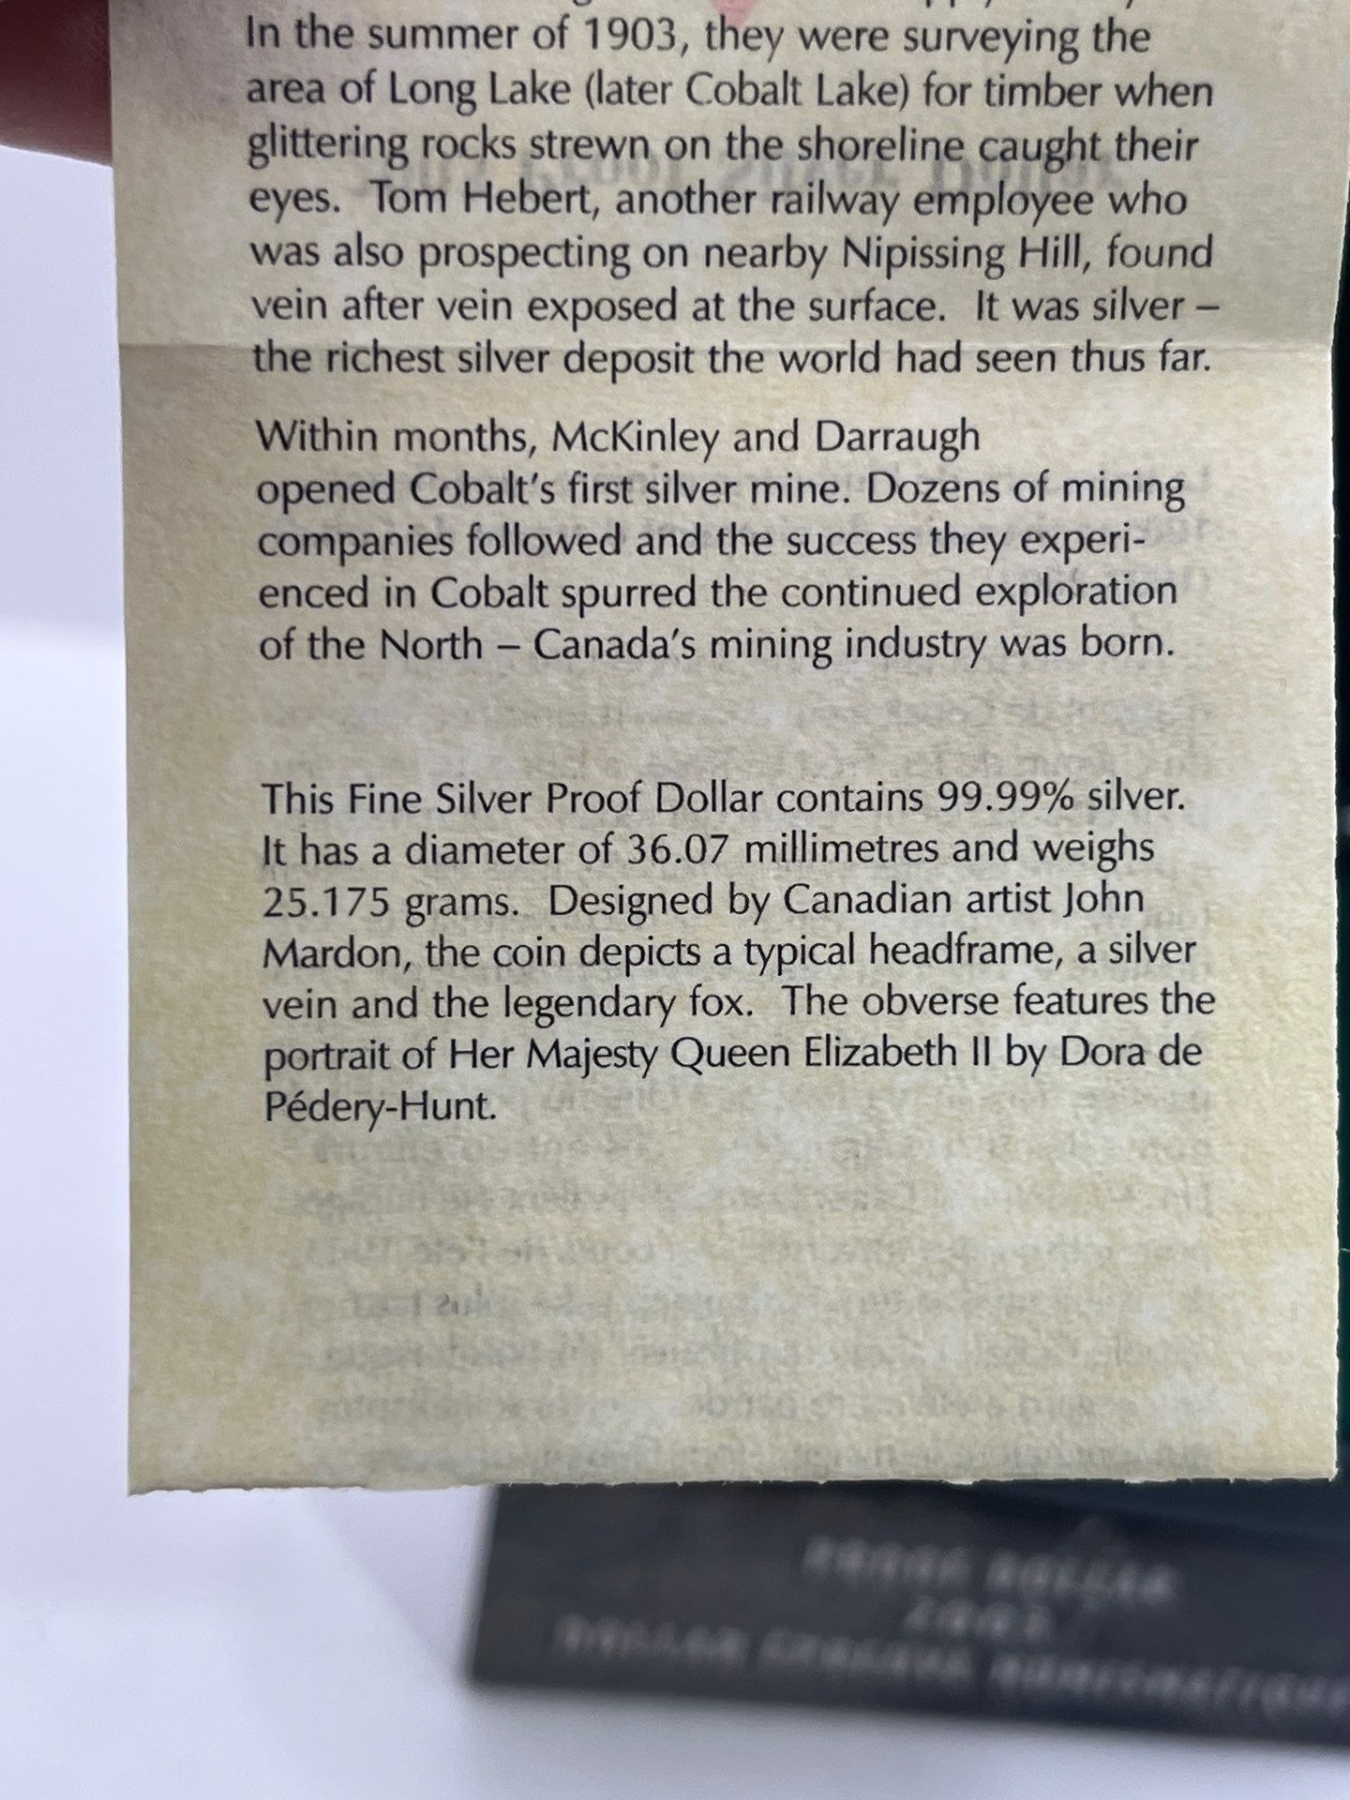 In the summer of 1903, they were surveying the
area of Long Lake (later Cobalt Lake) for timber when
glittering rocks strewn on the shoreline caught their
eyes. Tom Hebert, another railway employee who
was also prospecting on nearby Nipissing Hill, found
vein after vein exposed at the surface. It was silver –
the richest silver deposit the world had seen thus far.
Within months, McKinley and Darraugh
opened Cobalt's first silver mine. Dozens of mining
companies followed and the success they experi-
enced in Cobalt spurred the continued exploration
of the North – Canada's mining industry was born.
This Fine Silver Proof Dollar contains 99.99% silver.
It has a diameter of 36.07 millimetres and weighs
25.175 grams. Designed by Canadian artist John
Mardon, the coin depicts a typical headframe, a silver
vein and the legendary fox. The obverse features the
portrait of Her Majesty Queen Elizabeth II by Dora de
Pédery-Hunt.
PROOF DOLLAR
2003
DOLLAR ÉPREUVE NUMISMATIQUE